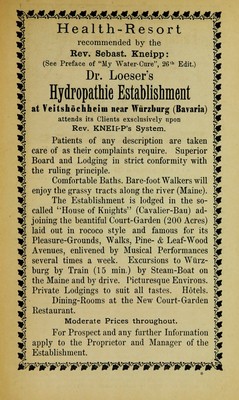 Health-Resort
recommended by the
Rev. Sebast. Kneipp:
(See Preface of "My Water-Cure", 26th Edit.)
Dr. Loeser's
Hydropathie Establishment
at Veitshöchheim near Würzburg (Bavaria)
attends its Clients exsclusively upon
Rev. KNEIPP's System.
Patients of any description are taken
care of as their complaints require. Superior
Board and Lodging in strict conformity with
the ruling principle.
Comfortable Baths. Bare-foot Walkers will
enjoy the grassy tracts along the river (Maine).
The Establishment is lodged in the so-
called "House of Knights" (Cavalier-Bau) ad-
joining the beautiful Court-Garden (200 Acres)
laid out in rococo style and famous for its
Pleasure-Grounds, Walks, Pine- & Leaf-Wood
Avenues, enlivened by Musical Performances
several times a week. Excursions to Würz-
burg by Train (15 min.) by Steam-Boat on
the Maine and by drive. Picturesque Environs.
Private Lodgings to suit all tastes. Hôtels.
Dining-Rooms at the New Court-Garden
Restaurant.
Moderate Prices throughout.
For Prospect and any further Information
apply to the Proprietor and Manager of the
Establishment.